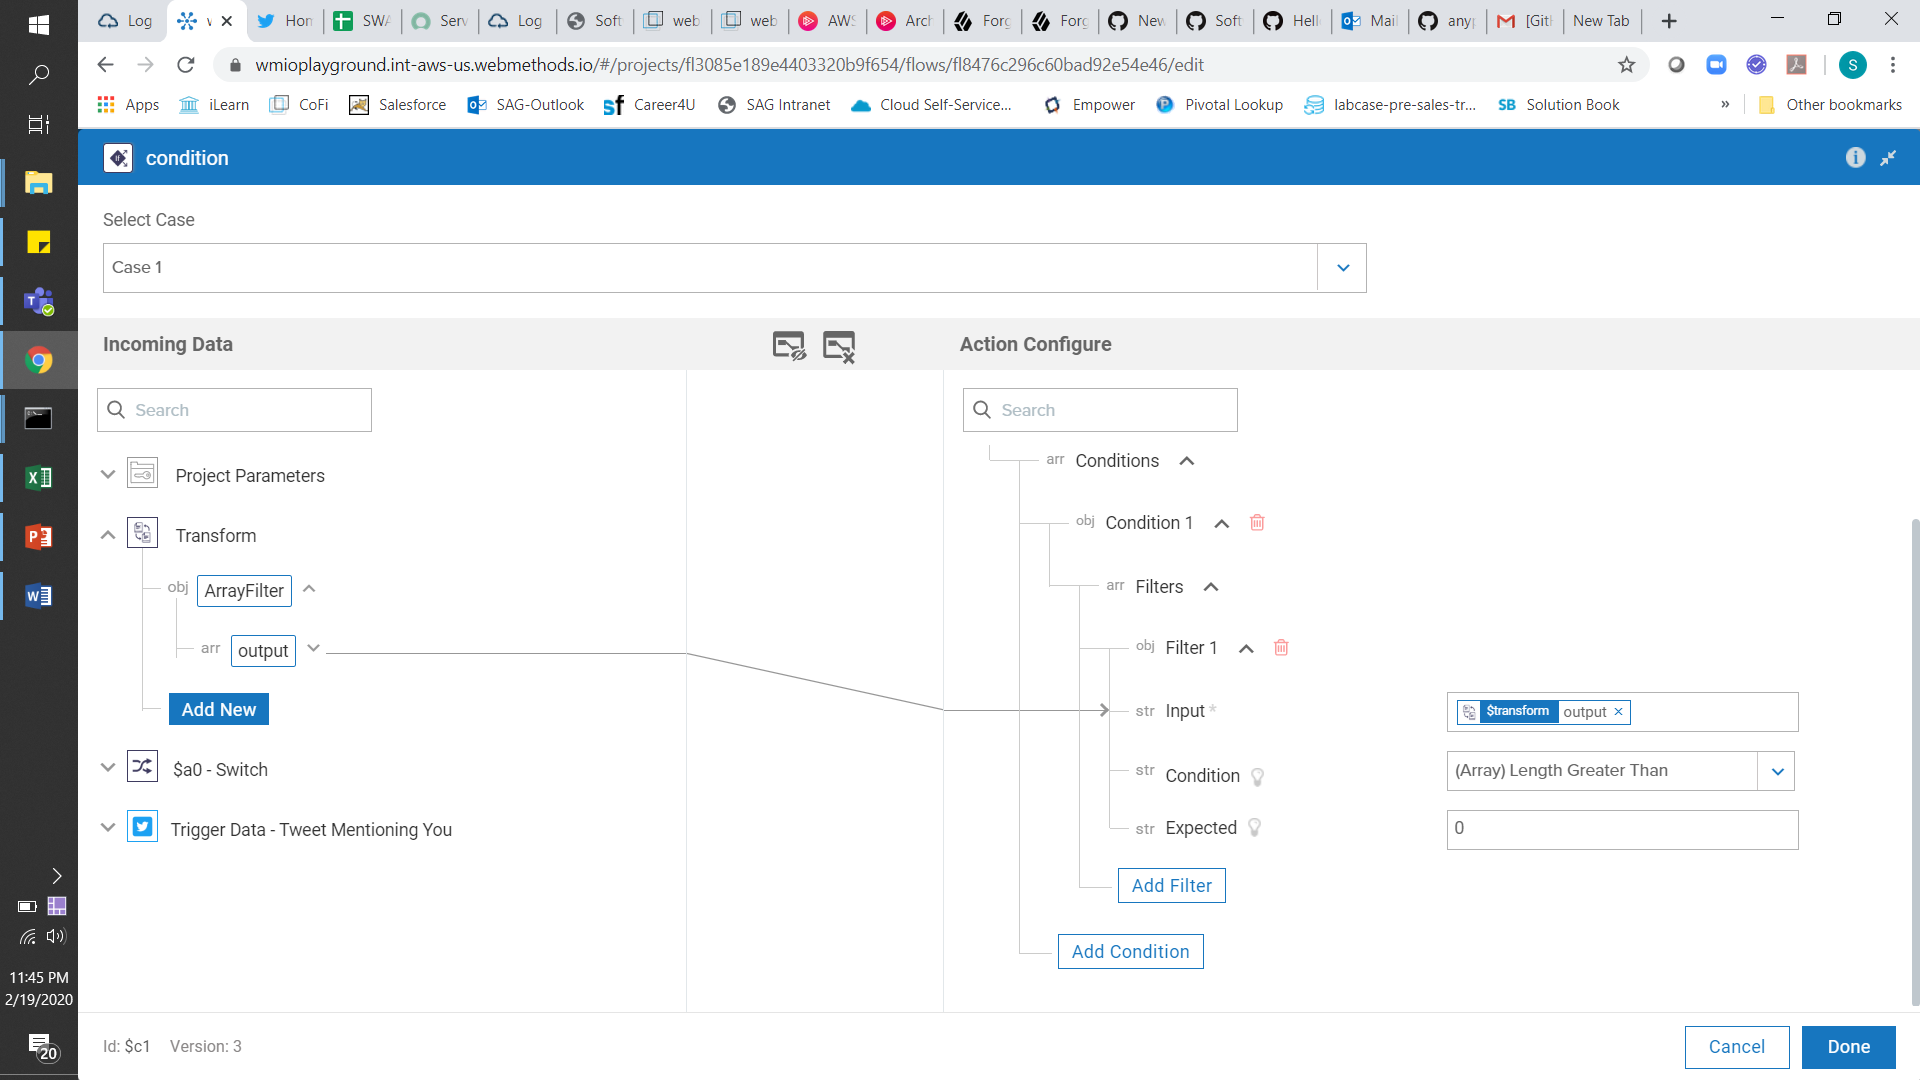 Log
w
Hom
SWA
Serv
Log
Soft
web
web
AWS
Arch
Forg
Forg
New
Soft
Hell
Mail
any
[Git
New Tab
wmioplayground.int-aws-us.webmethods.io/#/projects/fl3085e189e4403320b9f654/flows/fl8476c296c60bad92e54e46/edit
S
Apps
iLearn
CoFi
Salesforce
SAG-Outlook
Career4U
SAG Intranet
Cloud Self-Service...
Empower
Pivotal Lookup
labcase-pre-sales-tr...
SB Solution Book
»
Other bookmarks
condition
Select Case
Case 1
Incoming Data
Action Configure
Search
Search
Project Parameters
Transform
obj ArrayFilter
arr output
Add New
$a0 - Switch
Trigger Data - Tweet Mentioning You
arr Conditions
obj Condition 1
arr Filters
obj Filter 1
str Input *
$transform output ×
str Condition
(Array) Length Greater Than
str Expected
0
Add Filter
Add Condition
Id: $c1 Version: 3
Cancel
Done
11:45 PM
2/19/2020
20